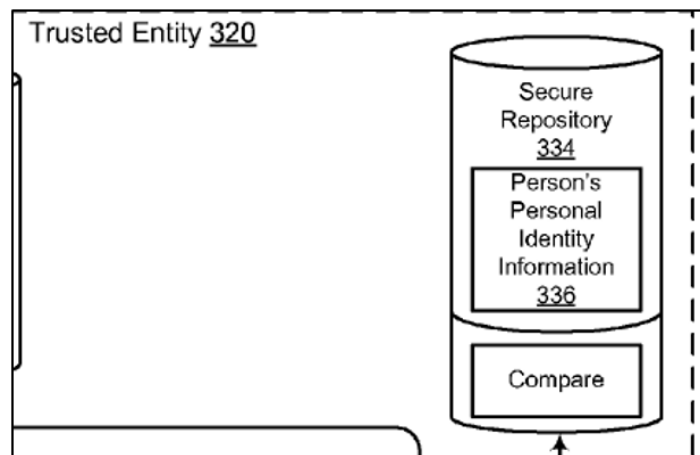 Trusted Entity 320
Secure
Repository
334
Person's
Personal
Identity
Information
336
Compare